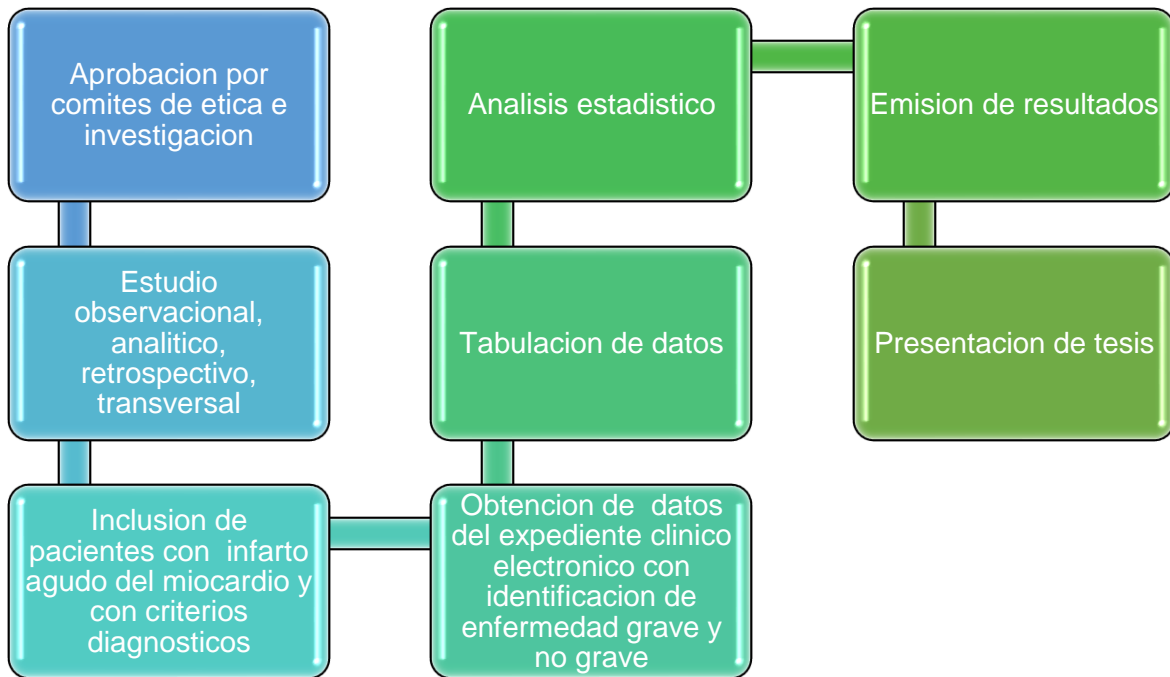 Aprobacion por
comites de etica e
investigacion
Estudio
observacional,
analitico,
retrospectivo,
transversal
Inclusion de
pacientes con infarto
agudo del miocardio y
con criterios
diagnosticos
Obtencion de datos
del expediente clinico
electronico con
identificacion de
enfermedad grave y
no grave
Tabulacion de datos
Analisis estadistico
Emision de resultados
Presentacion de tesis